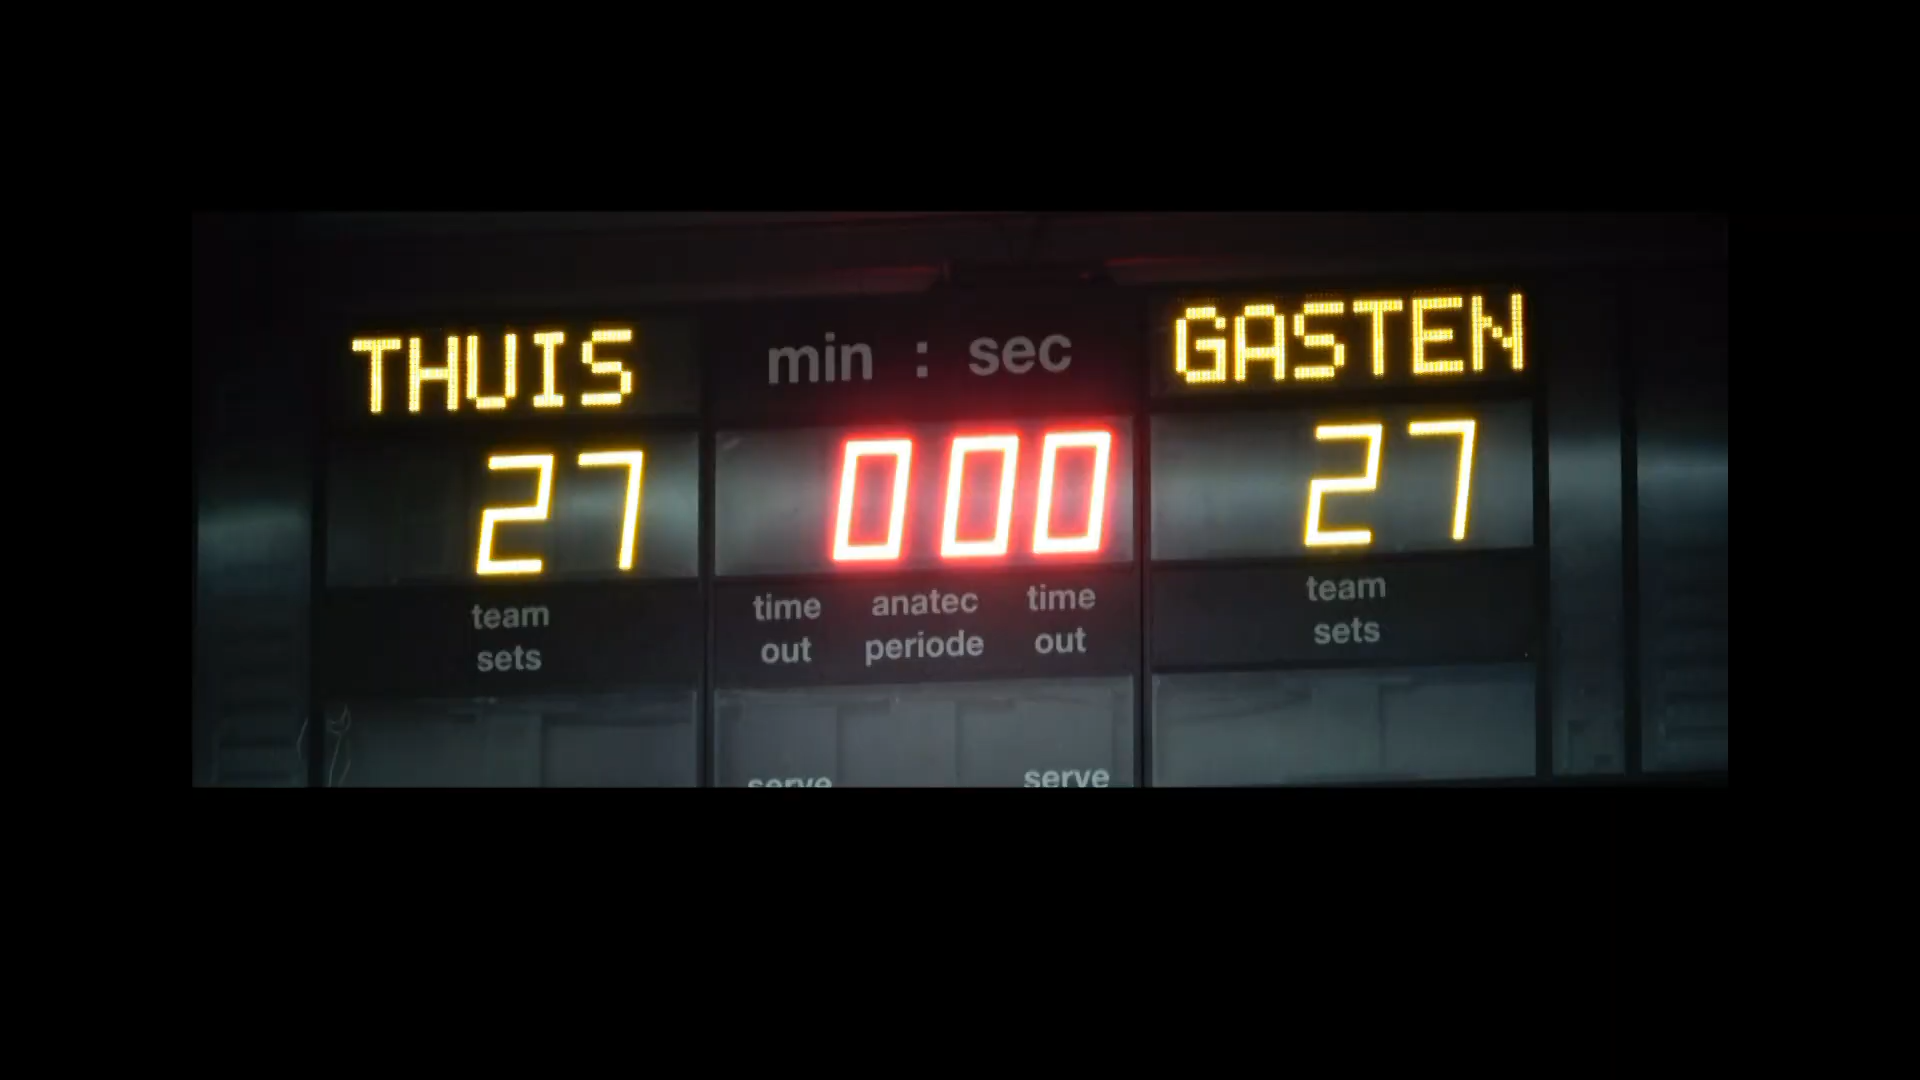 THUIS min : sec GASTEN
27 000 27
team sets
time out
anatec periode
time out
team sets
serve serve